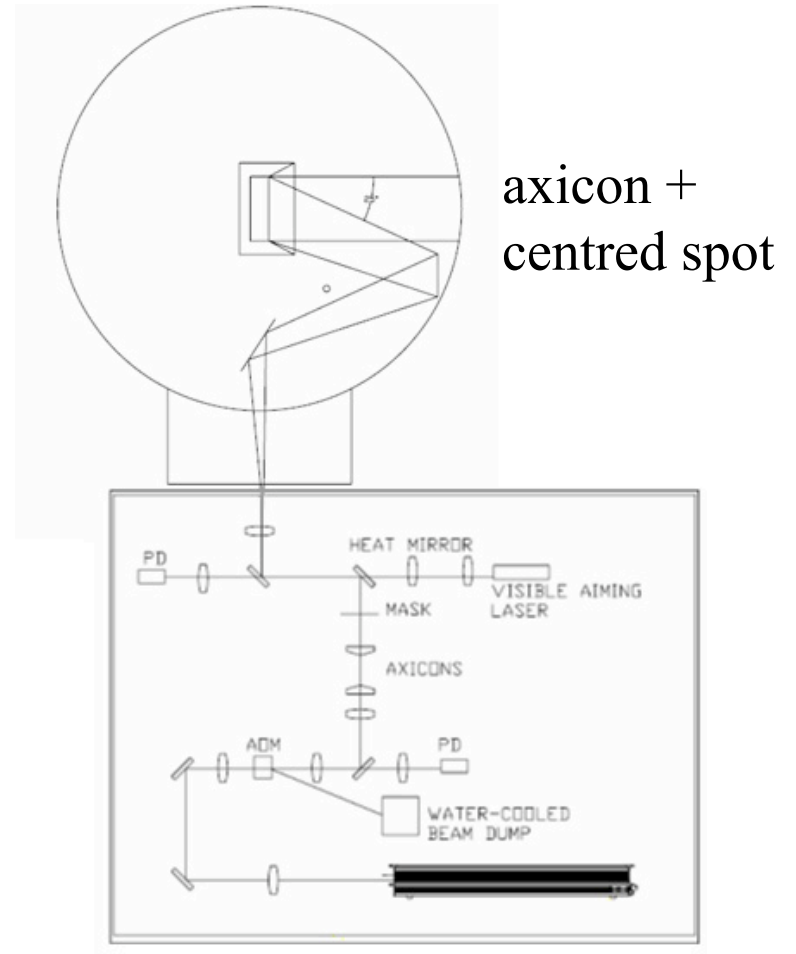 axicon +
centred spot
PD
HEAT MIRROR
VISIBLE AIMING
LASER
MASK
AXICONS
AOM
PD
WATER-COOLED
BEAM DUMP